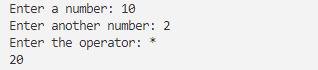 Enter a number: 10
Enter another number: 2
Enter the operator: *
20